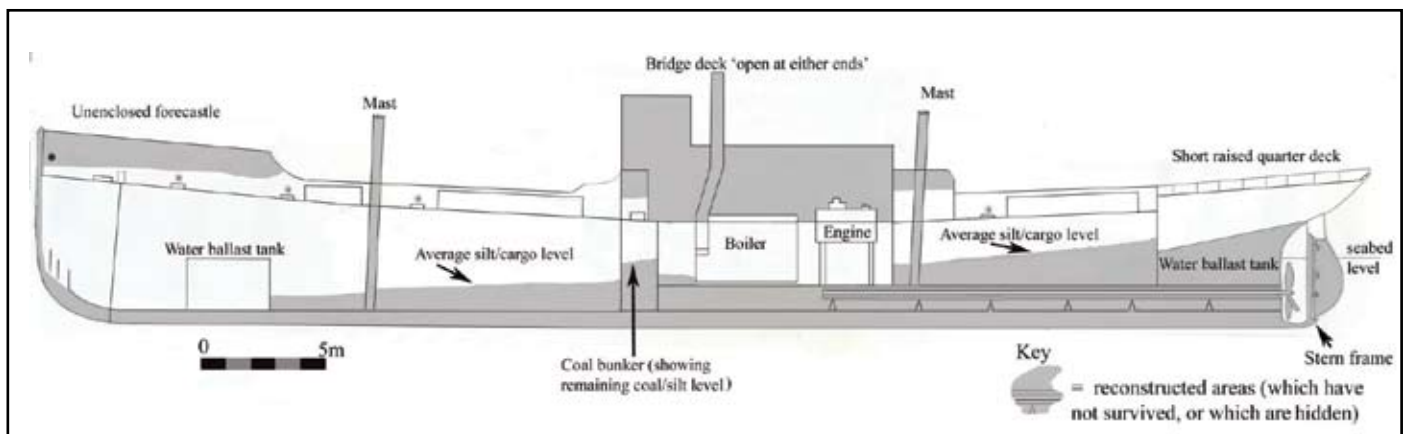 Bridge deck 'open at either ends'
Unenclosed forecastle
Mast
Mast
Short raised quarter deck
Water ballast tank
Average silt/cargo level
Boiler
Engine
Average silt/cargo level
Water ballast tank
seabed
level
0
5m
Coal bunker (showing
remaining coal/silt level)
Stern frame
Key
= reconstructed areas (which have
not survived, or which are hidden)